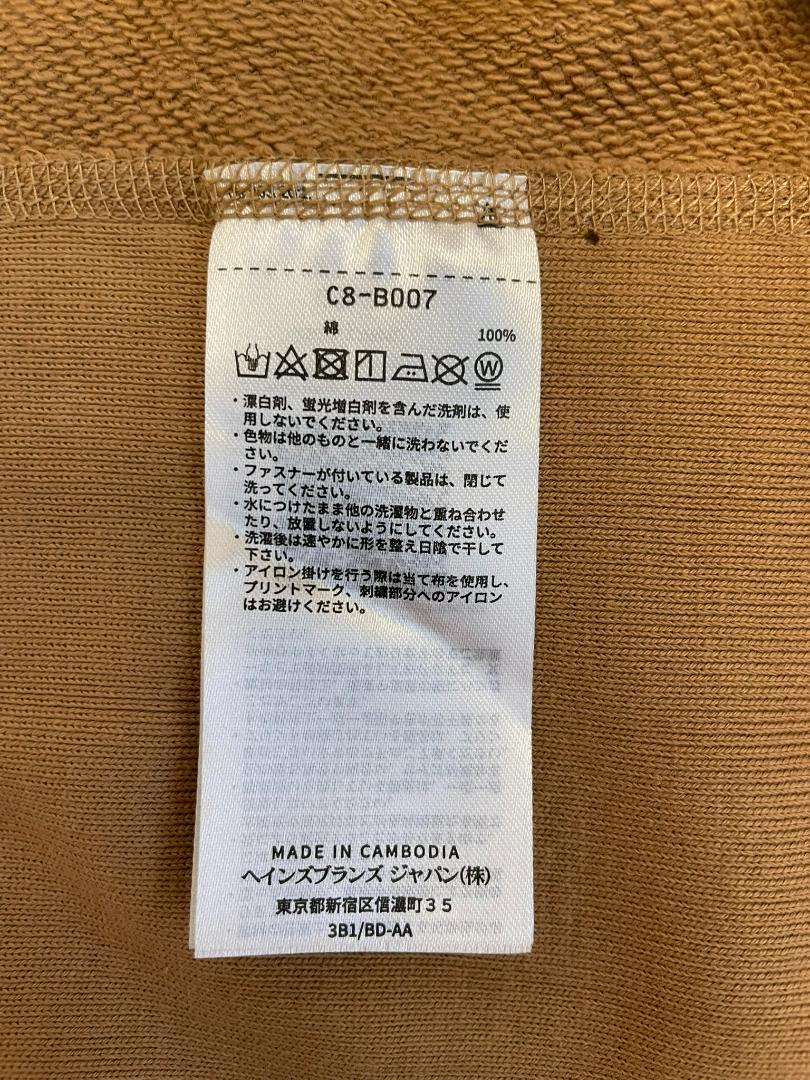 C8-B007
綿 100%
・漂白剤、蛍光増白剤を含んだ洗剤は、使
用しないでください。
・色物は他のものと一緒に洗わないでくだ
さい。
・ファスナーが付いている製品は、閉じて
洗ってください。
・水につけたまま他の洗濯物と重ね合わせ
たり、放置しないようにしてください。
・洗濯後は速やかに形を整え日陰で干して
下さい。
・アイロン掛けを行う際は当て布を使用し、
プリントマーク、刺繍部分へのアイロン
はお避けください。
MADE IN CAMBODIA
ヘインズブランズ ジャパン(株)
東京都新宿区信濃町35
3B1/BD-AA